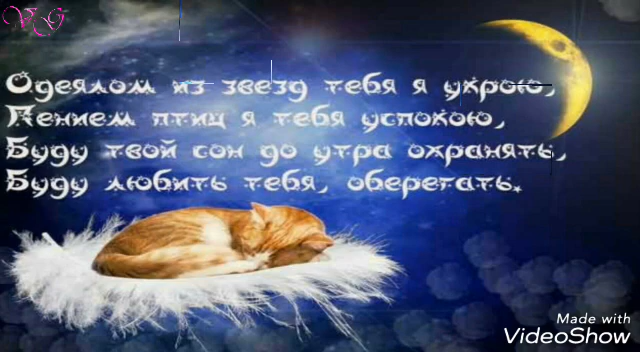 Одеялом из звезд тебя я укрою,
Пением птиц я тебя успокою,
Буду твой сон до утра охранять,
Буду любить тебя, оберегать.
Made with
VideoShow